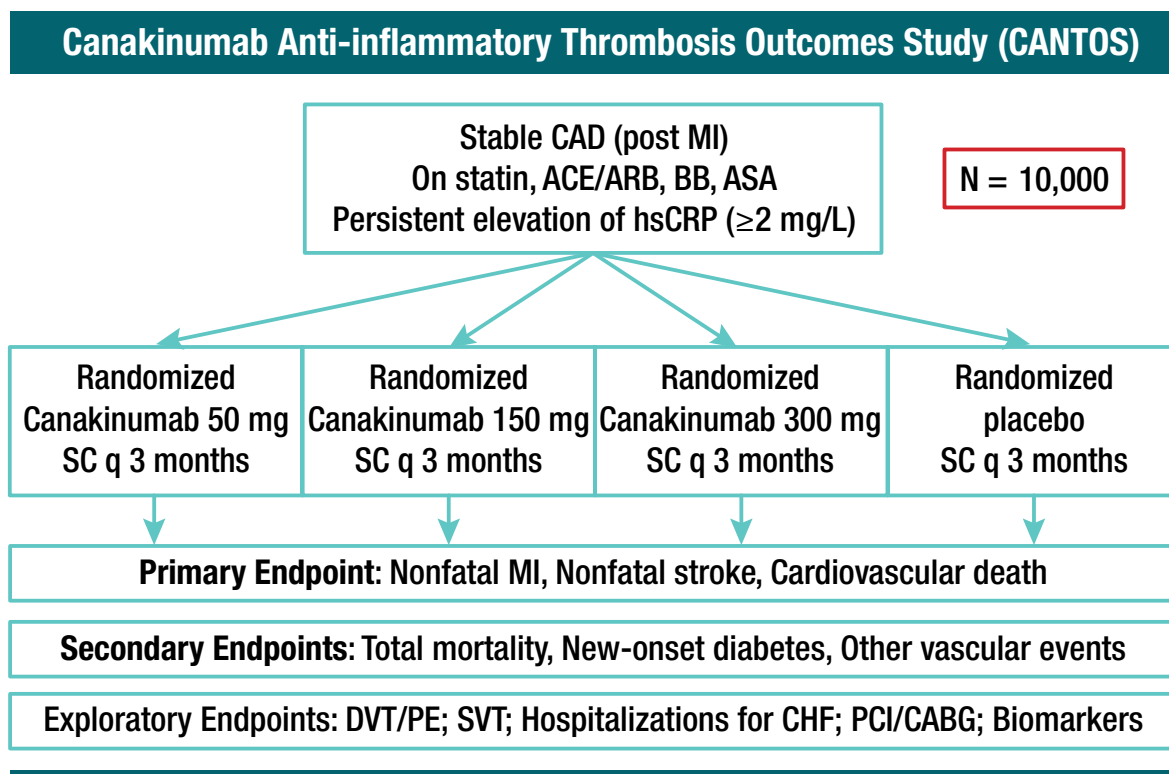 Canakinumab Anti-inflammatory Thrombosis Outcomes Study (CANTOS)
Stable CAD (post MI)
On statin, ACE/ARB, BB, ASA
Persistent elevation of hsCRP (≥2 mg/L)
N = 10,000
Randomized
Canakinumab 50 mg
SC q 3 months
Randomized
Canakinumab 150 mg
SC q 3 months
Randomized
Canakinumab 300 mg
SC q 3 months
Randomized
placebo
SC q 3 months
Primary Endpoint: Nonfatal MI, Nonfatal stroke, Cardiovascular death
Secondary Endpoints: Total mortality, New-onset diabetes, Other vascular events
Exploratory Endpoints: DVT/PE; SVT; Hospitalizations for CHF; PCI/CABG; Biomarkers